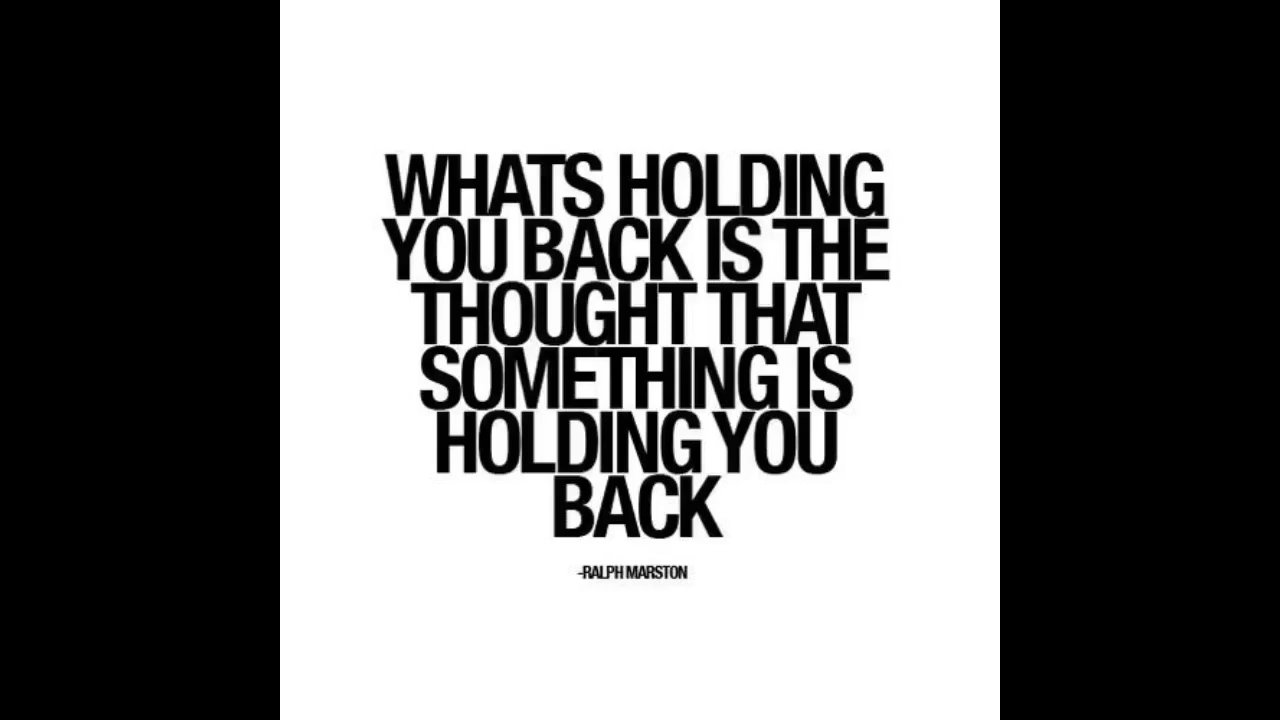 WHATS HOLDING
YOU BACK IS THE
THOUGHT THAT
SOMETHING IS
HOLDING YOU
BACK
-RALPH MARSTON